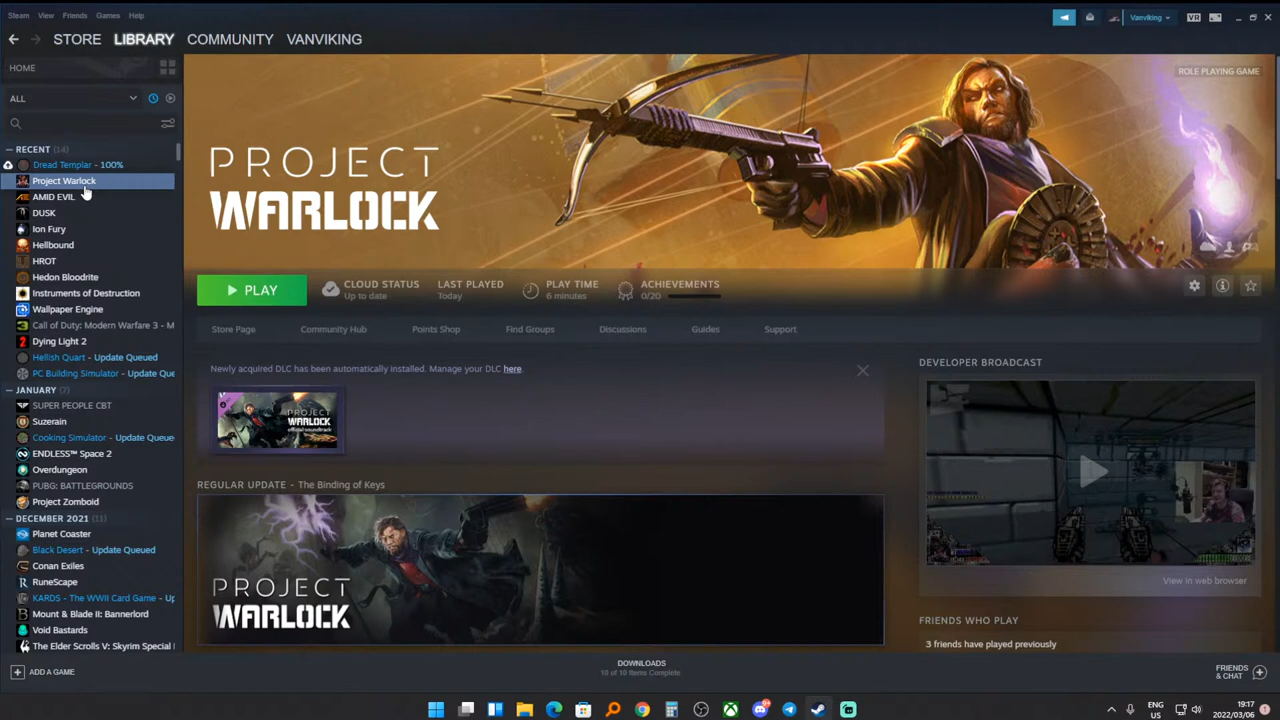 Steam View Friends Games Help
Vanviking
VR
STORE LIBRARY COMMUNITY VANVIKING
HOME
ALL
RECENT (14)
Dread Templar - 100%
Project Warlock
AMID EVIL
DUSK
Ion Fury
Hellbound
HROT
Hedon Bloodrite
Instruments of Destruction
Wallpaper Engine
Call of Duty: Modern Warfare 3 - M
Dying Light 2
Hellish Quart - Update Queued
PC Building Simulator - Update Que
JANUARY (7)
SUPER PEOPLE CBT
Suzerain
Cooking Simulator - Update Queue
ENDLESS™ Space 2
Overdungeon
PUBG: BATTLEGROUNDS
Project Zomboid
DECEMBER 2021 (11)
Planet Coaster
Black Desert - Update Queued
Conan Exiles
RuneScape
KARDS - The WWII Card Game - Up
Mount & Blade II: Bannerlord
Void Bastards
The Elder Scrolls V: Skyrim Special
ADD A GAME
ROLE PLAYING GAME
PROJECT
WARLOCK
PLAY
CLOUD STATUS
Up to date
LAST PLAYED
Today
PLAY TIME
6 minutes
ACHIEVEMENTS
0/20
Store Page Community Hub Points Shop Find Groups Discussions Guides Support
Newly acquired DLC has been automatically installed. Manage your DLC here.
PROJECT
WARLOCK
official soundtrack
REGULAR UPDATE - The Binding of Keys
PROJECT
WARLOCK
DEVELOPER BROADCAST
View in web browser
FRIENDS WHO PLAY
3 friends have played previously
DOWNLOADS
10 of 10 Items Complete
FRIENDS
& CHAT
ENG
US
19:17
2022/03/06